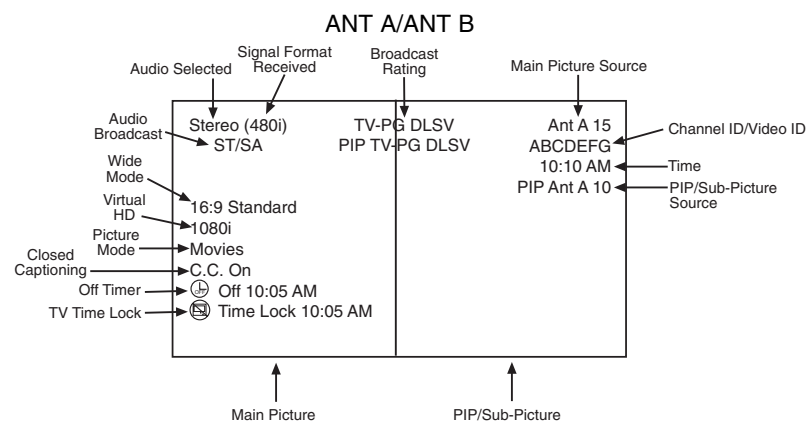 ANT A/ANT B
Audio Selected
Signal Format
Received
Broadcast
Rating
Main Picture Source
Audio
Broadcast
Wide
Mode
Virtual
HD
Picture
Mode
Closed
Captioning
Off Timer
TV Time Lock
Stereo (480i)
ST/SA
16:9 Standard
1080i
Movies
C.C. On
OFF
Off 10:05 AM
Time Lock 10:05 AM
TV-PG DLSV
PIP TV-PG DLSV
Ant A 15
ABCDEFG
10:10 AM
PIP Ant A 10
Channel ID/Video ID
Time
PIP/Sub-Picture
Source
Main Picture
PIP/Sub-Picture